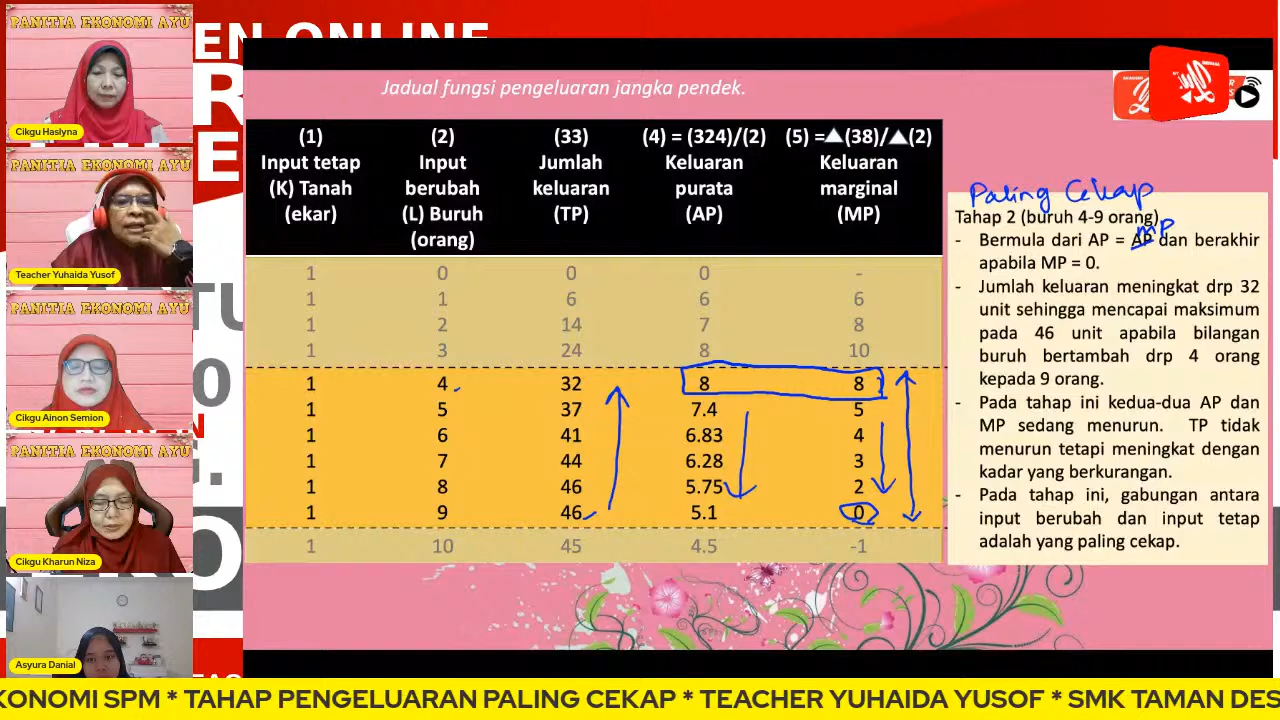 PANITIA EKONOMI AYU
Cikgu Haslyna
PANITIA EKONOMI AYU
Teacher Yuhaida Yusof
PANITIA EKONOMI AYU
Cikgu Ainon Semion
PANITIA EKONOMI AYU
Cikgu Kharun Niza
Asyura Danial
EN ONLINE
Jadual fungsi pengeluaran jangka pendek.
(1) (2) (33) (4) = (324)/(2) (5) =▲(38)/▲(2)
Input tetap Input Jumlah Keluaran Keluaran
(K) Tanah berubah keluaran purata marginal
(ekar) (L) Buruh (TP) (AP) (MP)
(orang)
1 0 0 0 -
1 1 6 6 6
1 2 14 7 8
1 3 24 8 10
1 4 32 8 8
1 5 37 7.4 5
1 6 41 6.83 4
1 7 44 6.28 3
1 8 46 5.75 2
1 9 46 5.1 0
1 10 45 4.5 -1
Paling Cekap
Tahap 2 (buruh 4-9 orang)
MP
- Bermula dari AP = AP dan berakhir
apabila MP = 0.
- Jumlah keluaran meningkat drp 32
unit sehingga mencapai maksimum
pada 46 unit apabila bilangan
buruh bertambah drp 4 orang
kepada 9 orang.
- Pada tahap ini kedua-dua AP dan
MP sedang menurun. TP tidak
menurun tetapi meningkat dengan
kadar yang berkurangan.
- Pada tahap ini, gabungan antara
input berubah dan input tetap
adalah yang paling cekap.
KONOMI SPM * TAHAP PENGELUARAN PALING CEKAP * TEACHER YUHAIDA YUSOF * SMK TAMAN DES